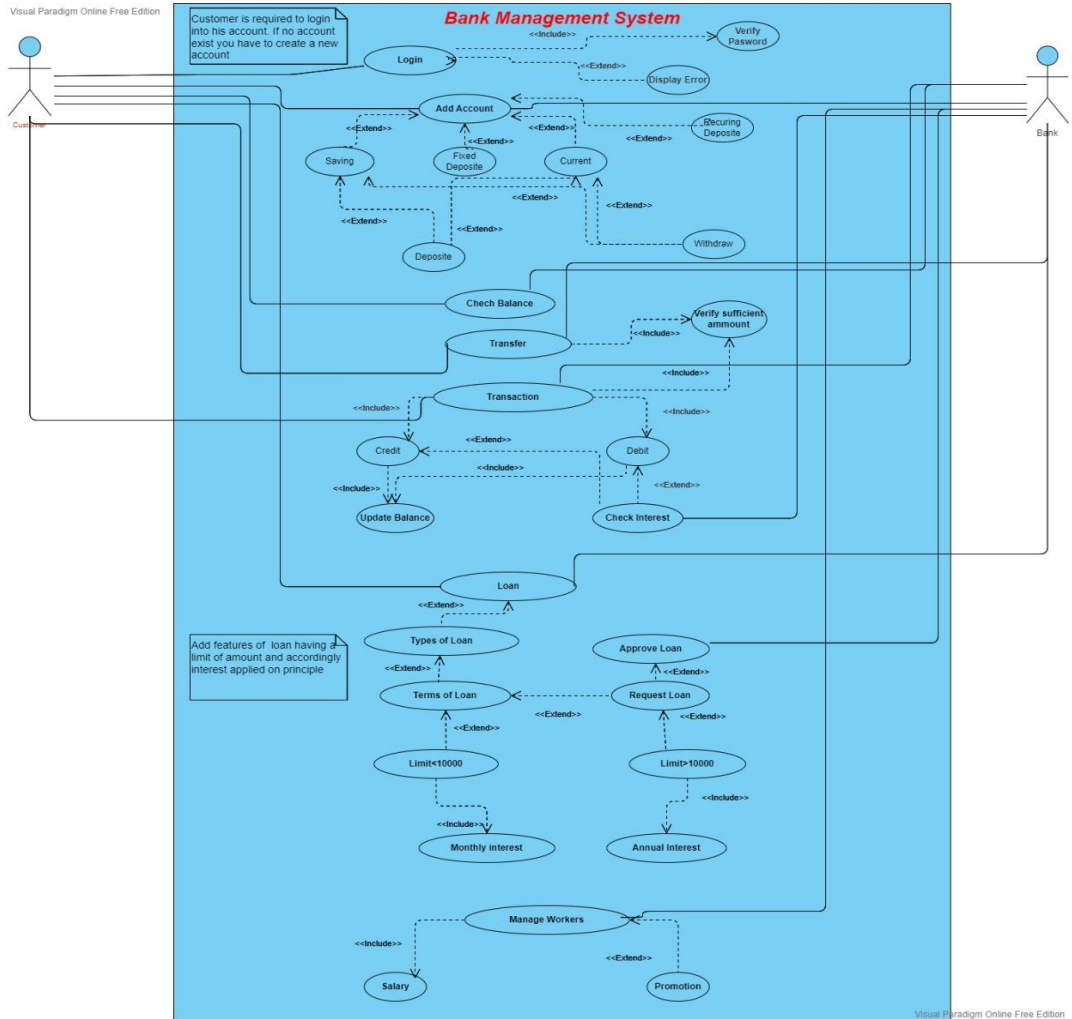 Visual Paradigm Online Free Edition
Bank Management System
Customer is required to login
into his account. If no account
exist you have to create a new
account
<<Include>>
Verify
Pasword
Login
<<Extend>>
Display Error
Customer
Bank
Add Account
<<Extend>>
Recuring
Deposite
<<Extend>>
<<Extend>>
<<Extend>>
Saving
Fixed
Deposite
Current
<<Extend>>
<<Extend>>
<<Extend>>
<<Extend>>
Deposite
Withdraw
Chech Balance
Verify sufficient
ammount
Transfer
<<Include>>
<<Include>>
Transaction
<<Include>>
<<Include>>
Credit
<<Extend>>
Debit
<<Include>>
<<Include>>
<<Extend>>
Update Balance
Check Interest
Loan
<<Extend>>
Add features of loan having a
limit of amount and accordingly
interest applied on principle
Types of Loan
Approve Loan
<<Extend>>
<<Extend>>
Terms of Loan
Request Loan
<<Extend>>
<<Extend>>
<<Extend>>
Limit<10000
Limit>10000
<<Include>>
<<Include>>
Monthly interest
Annual Interest
Manage Workers
<<Include>>
<<Extend>>
Salary
Promotion
Visual Paradigm Online Free Edition